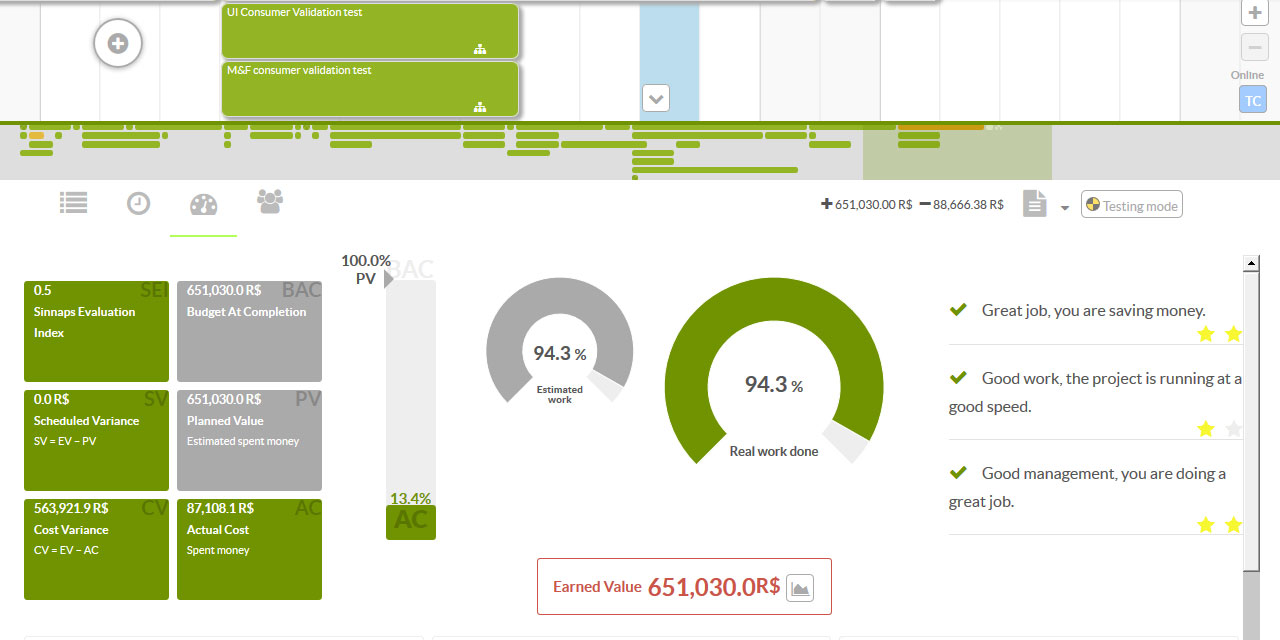 UI Consumer Validation test
M&F consumer validation test
Online
TC
651,030.00 R$
88,666.38 R$
Testing mode
0.5
SEI
Sinnaps Evaluation
Index
651,030.0 R$
BAC
Budget At Completion
0.0 R$
SV
Scheduled Variance
SV = EV − PV
651,030.0 R$
PV
Planned Value
Estimated spent money
563,921.9 R$
CV
Cost Variance
CV = EV − AC
87,108.1 R$
AC
Actual Cost
Spent money
100.0%
PV
BAC
13.4%
AC
94.3 %
Estimated
work
94.3 %
Real work done
Earned Value 651,030.0R$
Great job, you are saving money.
Good work, the project is running at a
good speed.
Good management, you are doing a
great job.